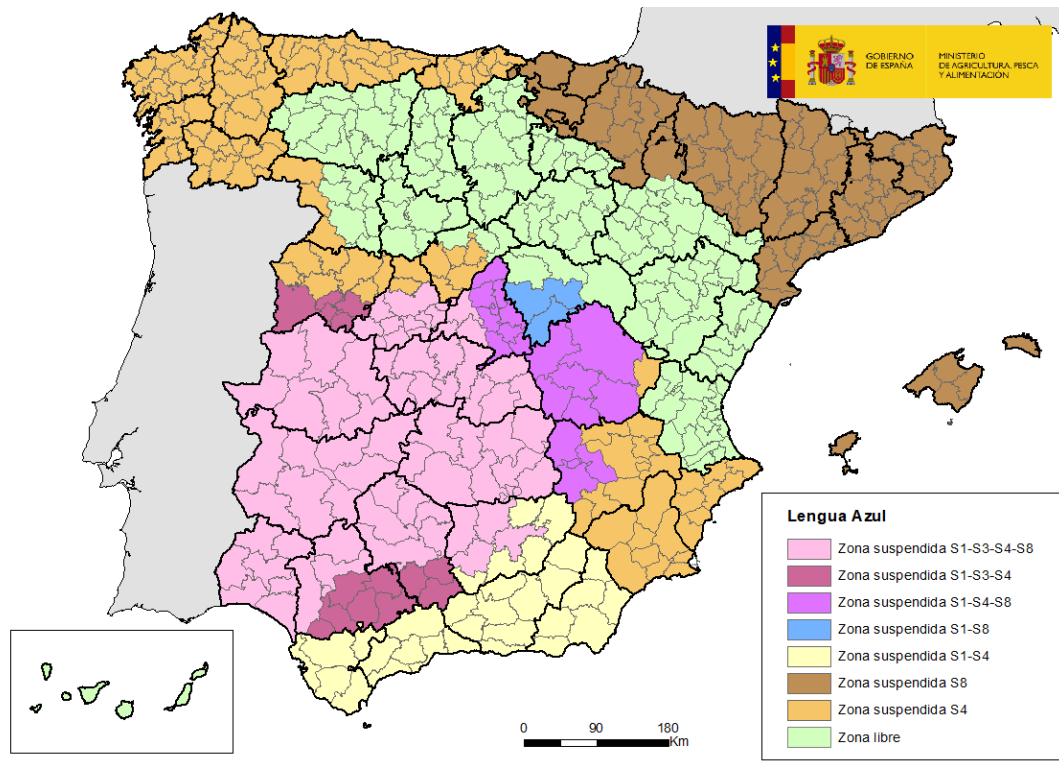 GOBIERNO
DE ESPAÑA
MINISTERIO
DE AGRICULTURA, PESCA
Y ALIMENTACIÓN
Lengua Azul
Zona suspendida S1-S3-S4-S8
Zona suspendida S1-S3-S4
Zona suspendida S1-S4-S8
Zona suspendida S1-S8
Zona suspendida S1-S4
Zona suspendida S8
Zona suspendida S4
Zona libre
0 90 180
Km